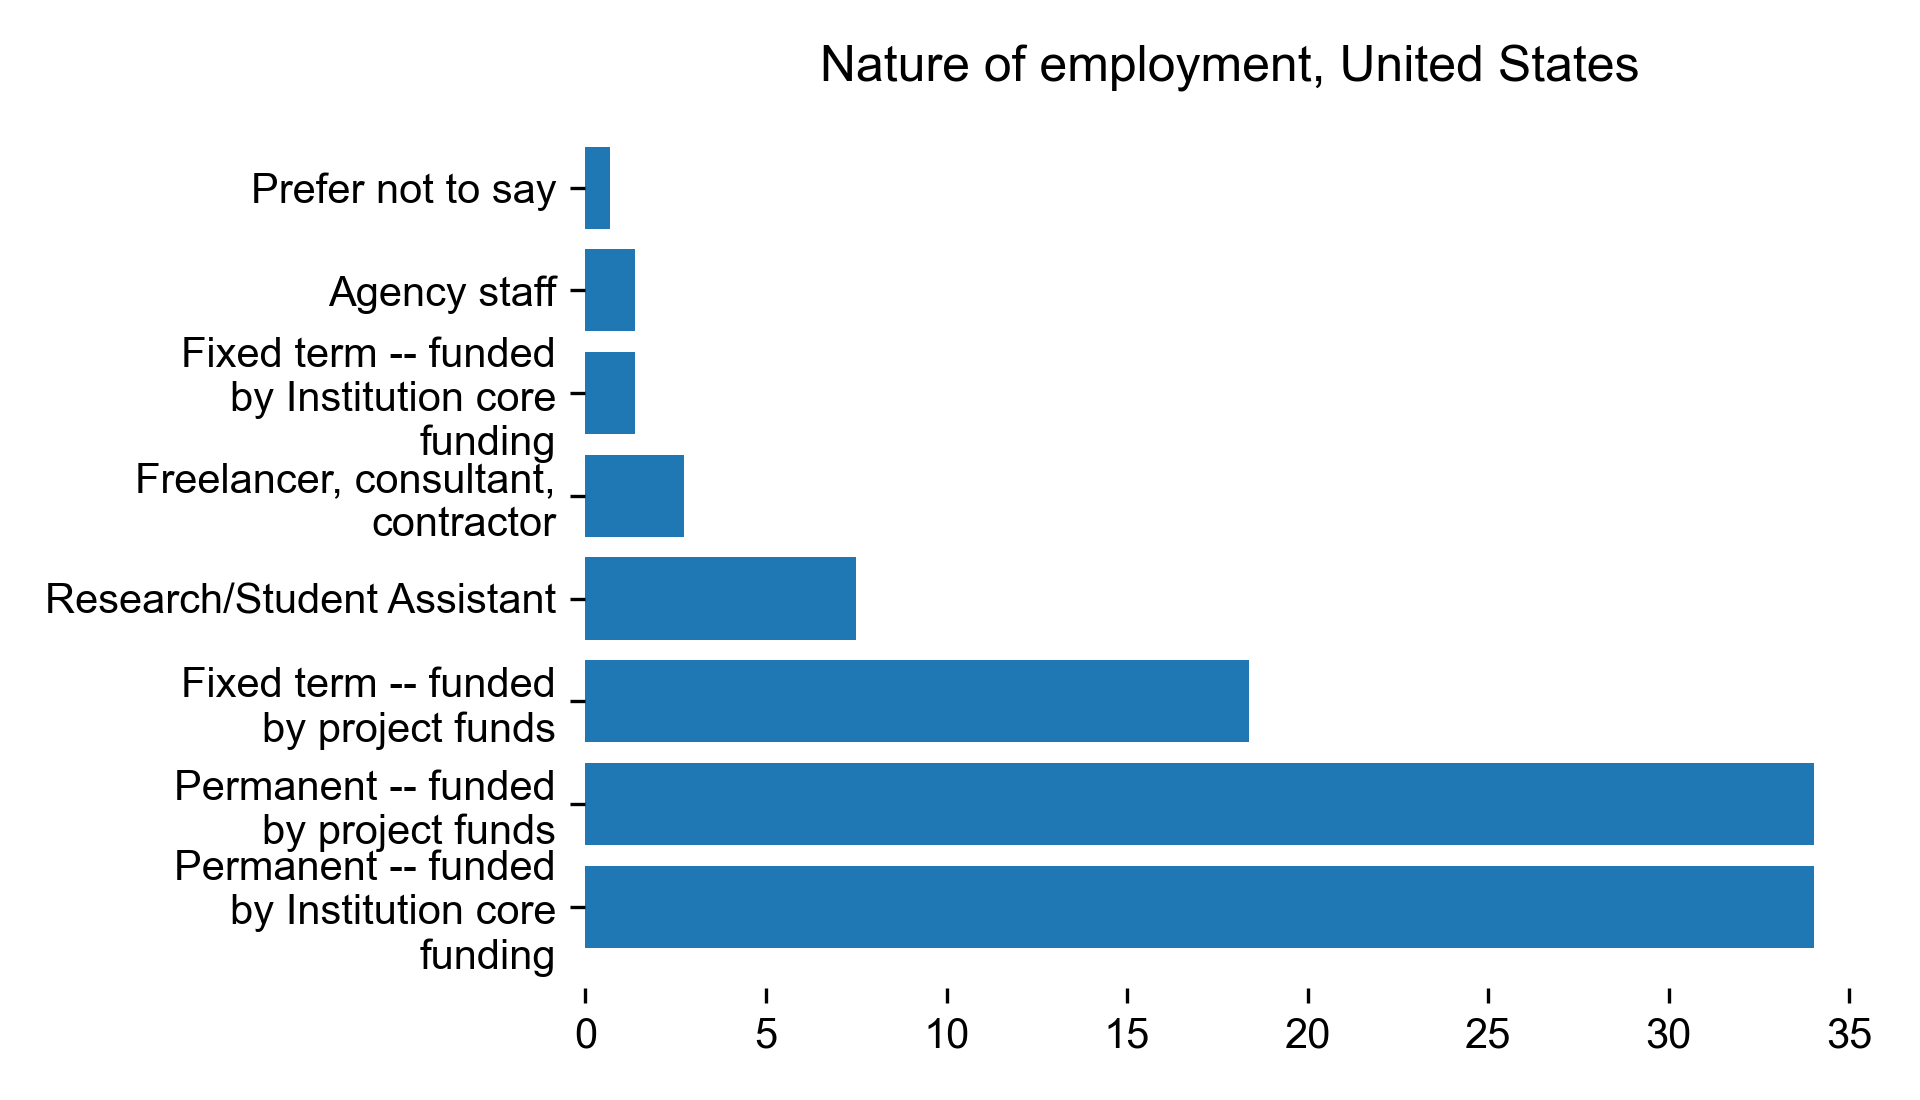 Nature of employment, United States
Prefer not to say
Agency staff
Fixed term -- funded
by Institution core
funding
Freelancer, consultant,
contractor
Research/Student Assistant
Fixed term -- funded
by project funds
Permanent -- funded
by project funds
Permanent -- funded
by Institution core
funding
0 5 10 15 20 25 30 35